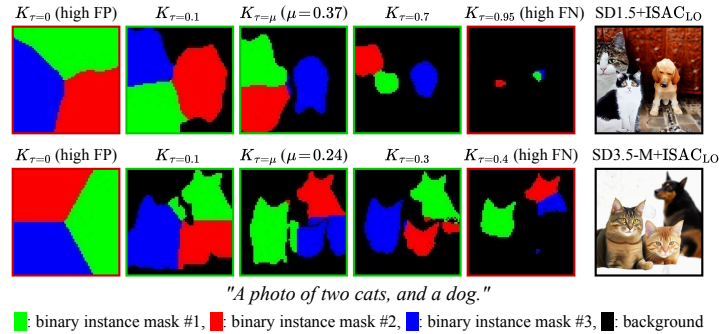 K_{τ=0} (high FP) K_{τ=0.1} K_{τ=μ} (μ=0.37) K_{τ=0.7} K_{τ=0.95} (high FN) SD1.5+ISAC_{LO}
K_{τ=0} (high FP) K_{τ=0.1} K_{τ=μ} (μ=0.24) K_{τ=0.3} K_{τ=0.4} (high FN) SD3.5-M+ISAC_{LO}
"A photo of two cats, and a dog."
: binary instance mask #1, : binary instance mask #2, : binary instance mask #3, : background